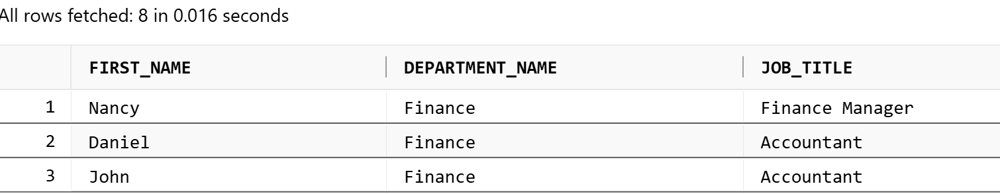 All rows fetched: 8 in 0.016 seconds
FIRST_NAME DEPARTMENT_NAME JOB_TITLE
1 Nancy Finance Finance Manager
2 Daniel Finance Accountant
3 John Finance Accountant